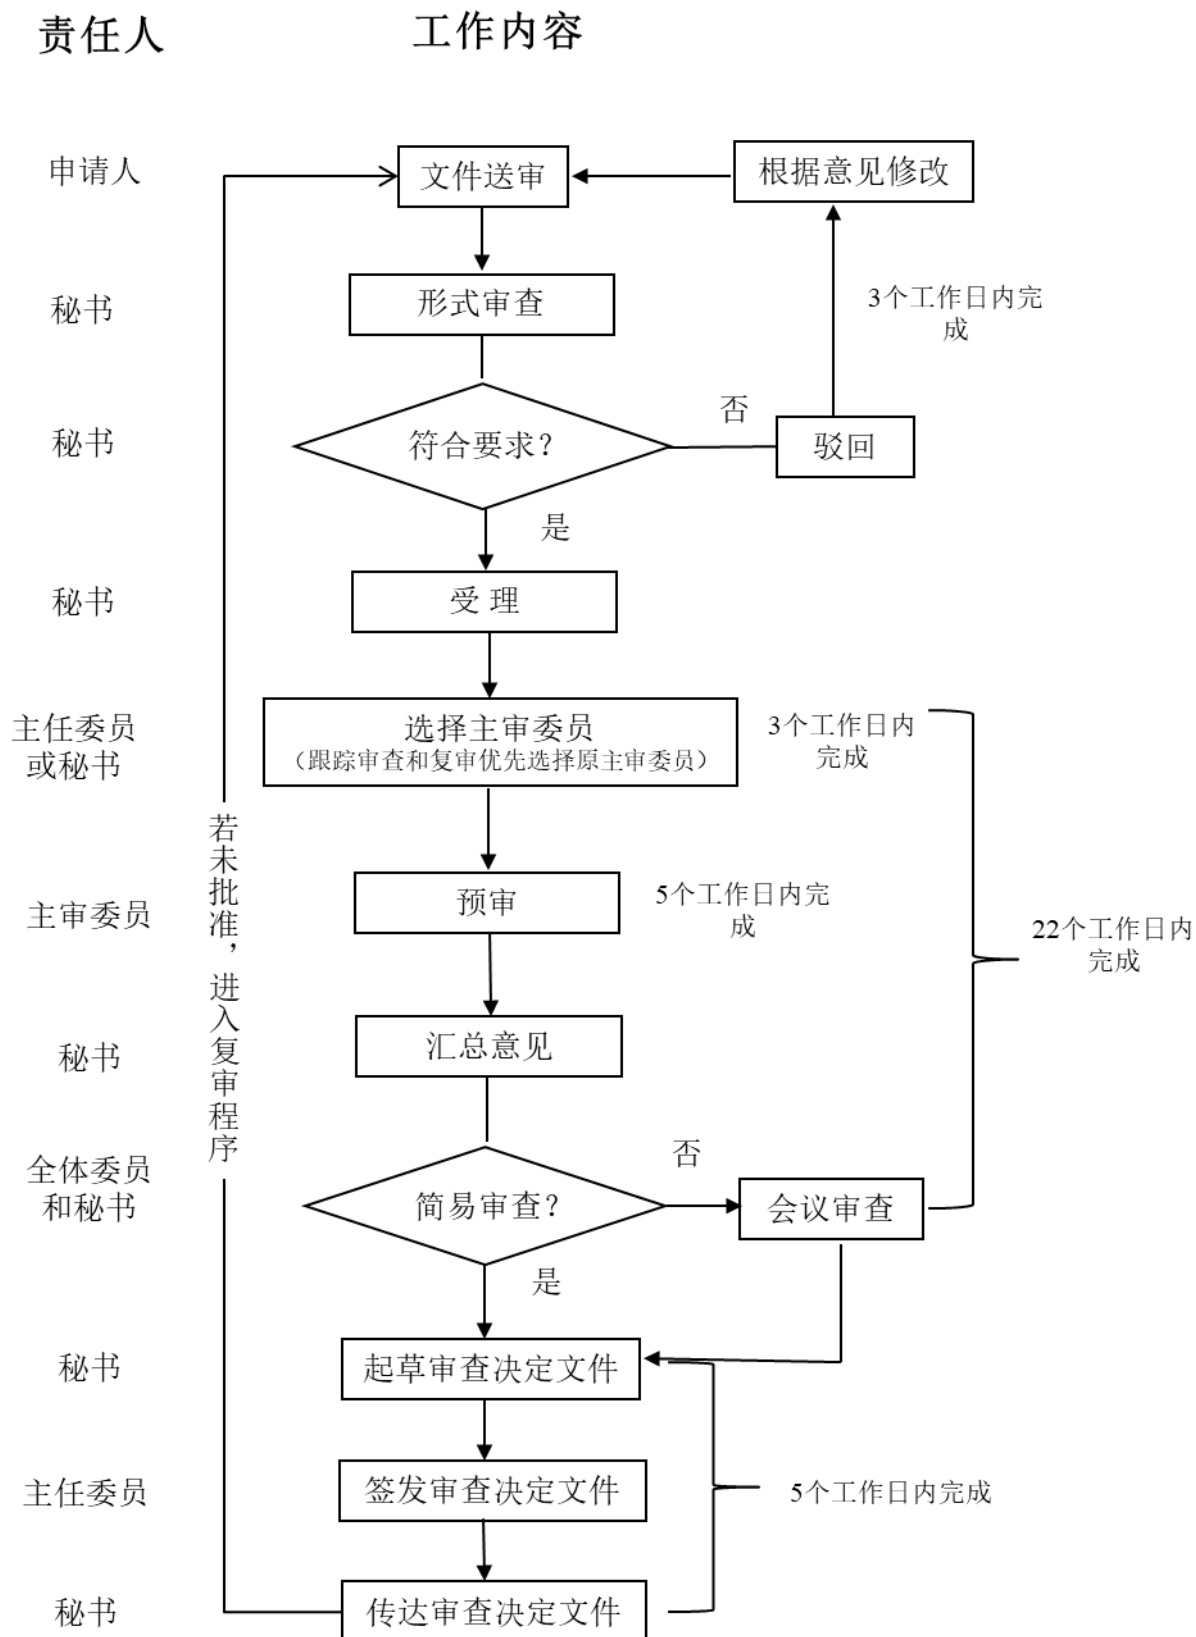 责任人 工作内容
申请人 文件送审 根据意见修改
秘书 形式审查 3个工作日内完
成
秘书 符合要求? 否 驳回
是
秘书 受 理
主任委员
或秘书
选择主审委员
（跟踪审查和复审优先选择原主审委员）
3个工作日内
完成
若未批准，进入复审程序
主审委员 预审 5个工作日内完
成
22个工作日内
完成
秘书 汇总意见
全体委员
和秘书
简易审查? 否 会议审查
是
秘书 起草审查决定文件
主任委员 签发审查决定文件 5个工作日内完成
秘书 传达审查决定文件